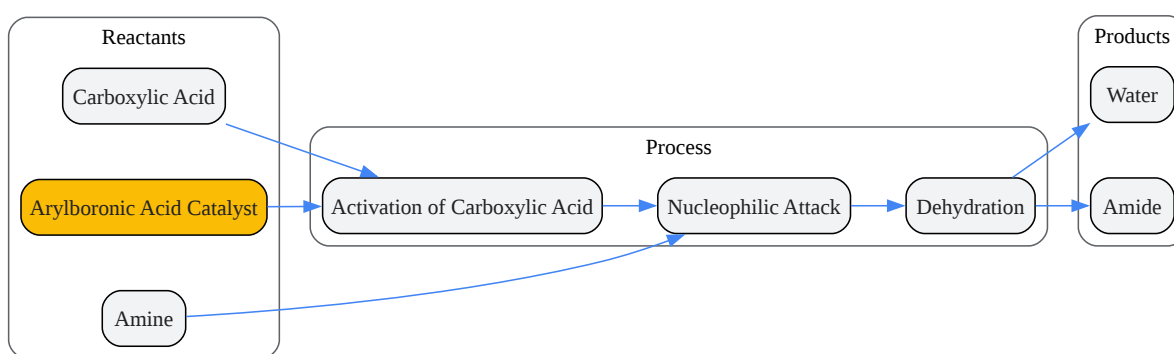 Reactants
Carboxylic Acid
Arylboronic Acid Catalyst
Amine
Process
Activation of Carboxylic Acid
Nucleophilic Attack
Dehydration
Products
Water
Amide